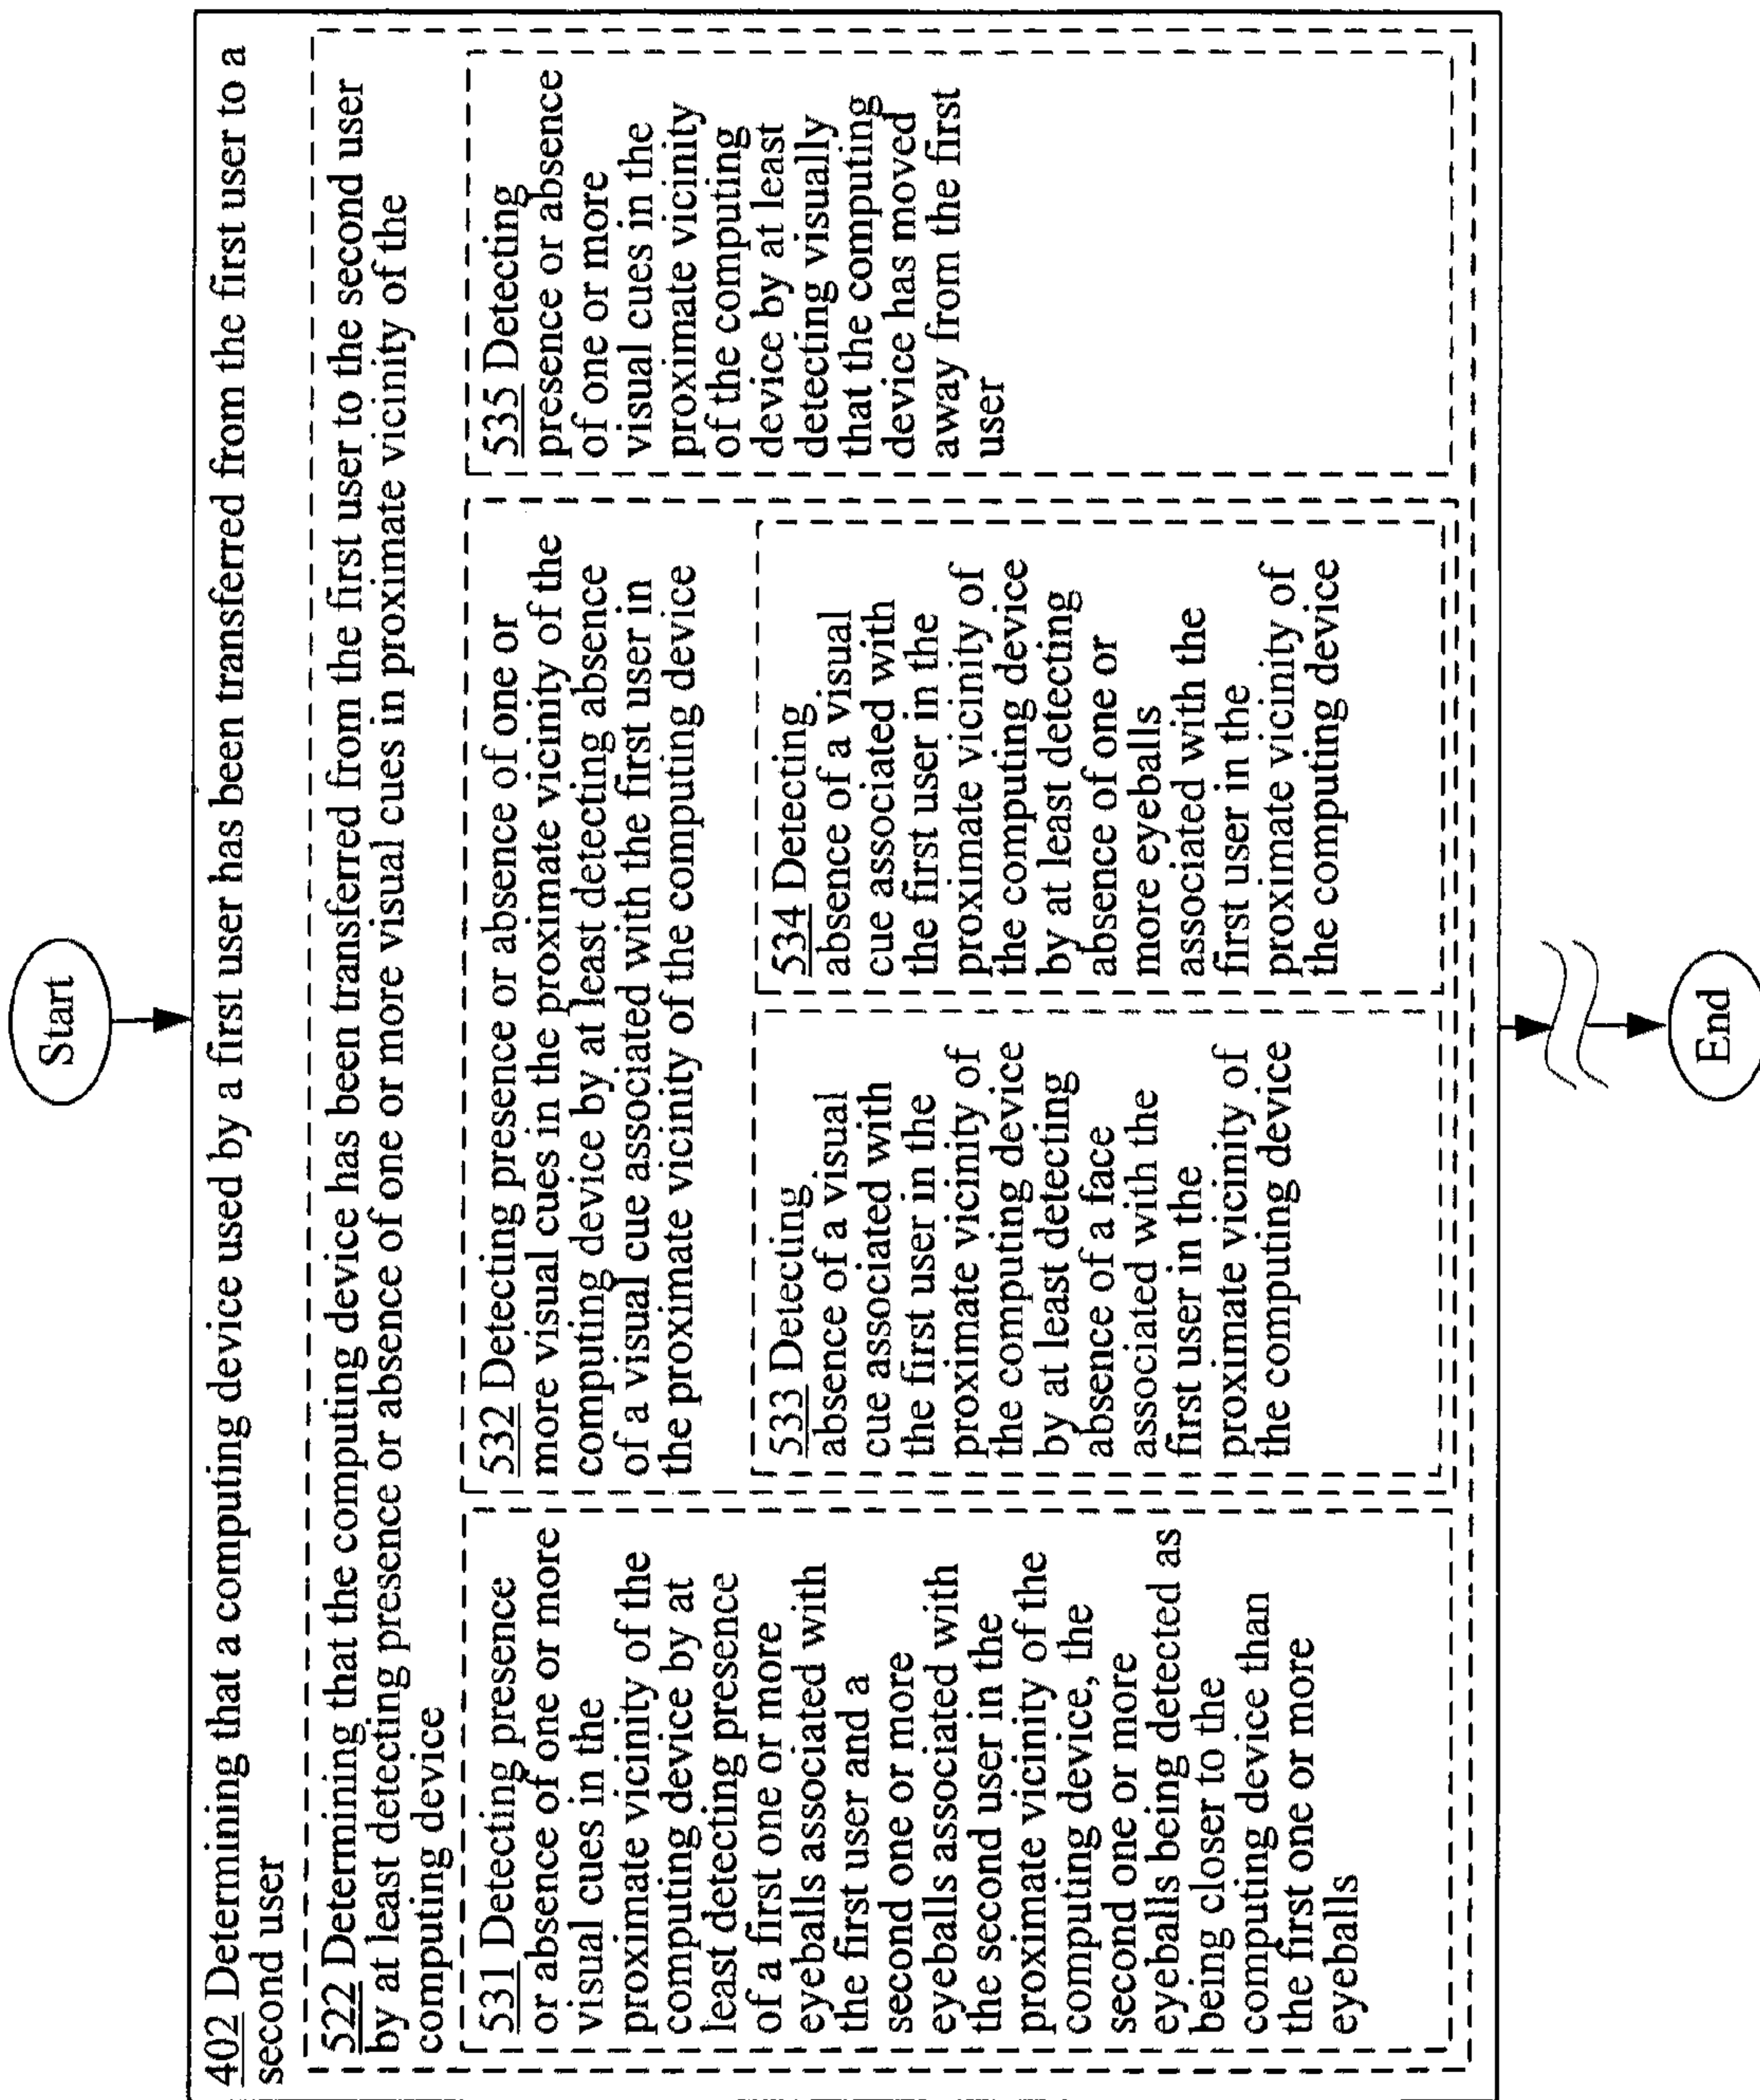 Start
402 Determining that a computing device used by a first user has been transferred from the first user to a
second user
522 Determining that the computing device has been transferred from the first user to the second user
by at least detecting presence or absence of one or more visual cues in proximate vicinity of the
computing device
531 Detecting presence
or absence of one or more
visual cues in the
proximate vicinity of the
computing device by at
least detecting presence
of a first one or more
eyeballs associated with
the first user and a
second one or more
eyeballs associated with
the second user in the
proximate vicinity of the
computing device, the
second one or more
eyeballs being detected as
being closer to the
computing device than
the first one or more
eyeballs
532 Detecting presence or absence of one or
more visual cues in the proximate vicinity of the
computing device by at least detecting absence
of a visual cue associated with the first user in
the proximate vicinity of the computing device
533 Detecting
absence of a visual
cue associated with
the first user in the
proximate vicinity of
the computing device
by at least detecting
absence of a face
associated with the
first user in the
proximate vicinity of
the computing device
534 Detecting
absence of a visual
cue associated with
the first user in the
proximate vicinity of
the computing device
by at least detecting
absence of one or
more eyeballs
associated with the
first user in the
proximate vicinity of
the computing device
535 Detecting
presence or absence
of one or more
visual cues in the
proximate vicinity
of the computing
device by at least
detecting visually
that the computing
device has moved
away from the first
user
End